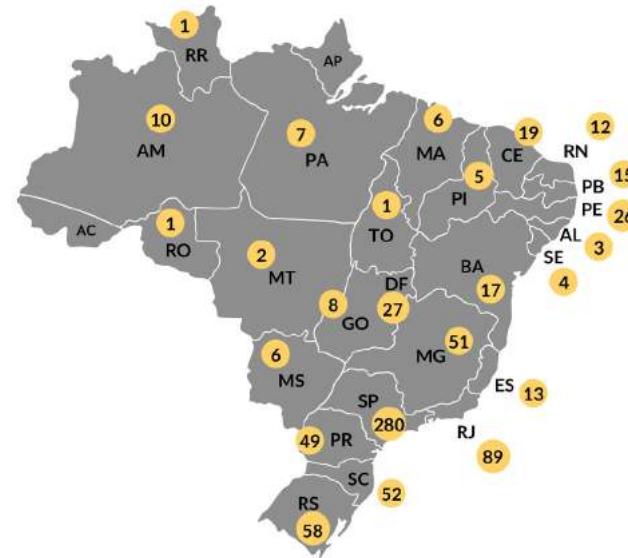 1
RR
AP
10
AM
7
PA
6
MA
19
CE
12
RN
5
PI
15
PB
26
PE
AL
3
SE
4
AC
1
RO
1
TO
2
MT
BA
17
DF
27
8
GO
51
MG
6
MS
ES
13
SP
280
RJ
89
49
PR
SC
52
RS
58